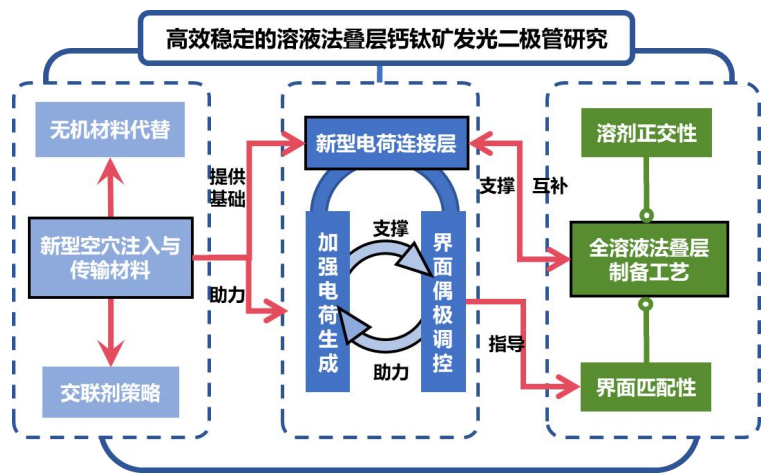 高效稳定的溶液法叠层钙钛矿发光二极管研究
无机材料代替
新型空穴注入与
传输材料
交联剂策略
提供
基础
助力
新型电荷连接层
加强电荷生成
支撑
助力
界面偶极调控
支撑
互补
指导
溶剂正交性
全溶液法叠层
制备工艺
界面匹配性